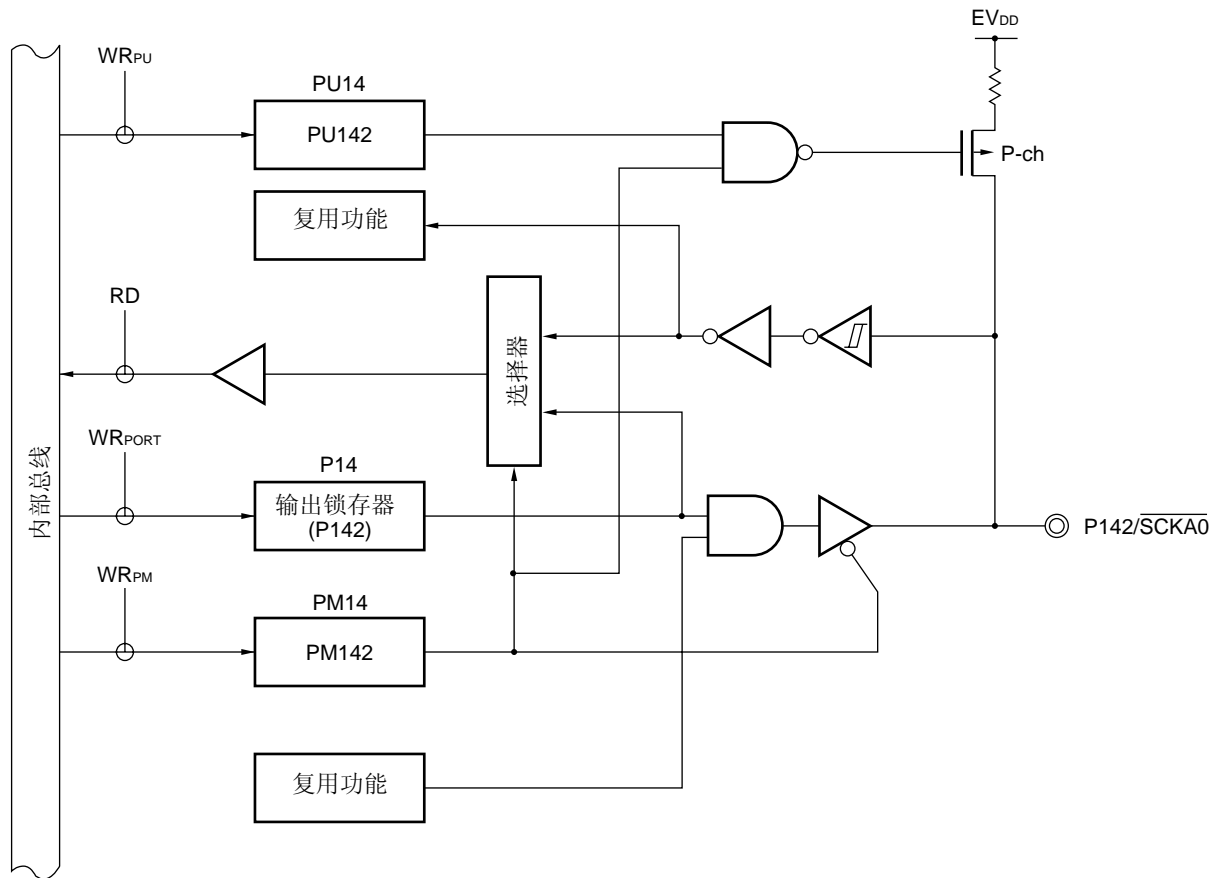 EVDD
WRPU
PU14
PU142
P-ch
复用功能
RD
选择器
WRPORT
P14
输出锁存器
(P142)
P142/SCKA0
内部总线
WRPM
PM14
PM142
复用功能